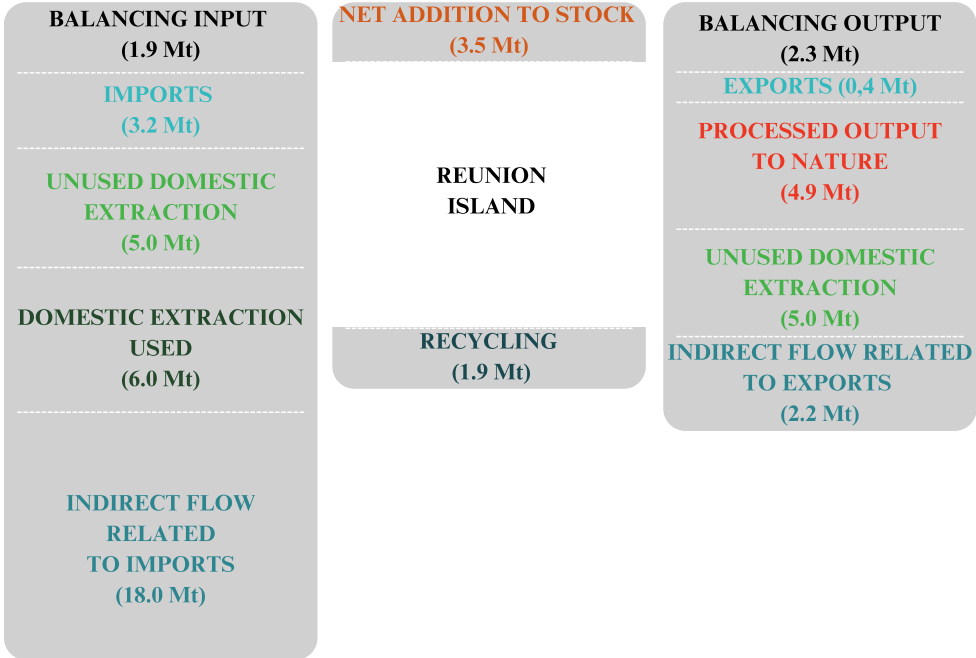 BALANCING INPUT
(1.9 Mt)
IMPORTS
(3.2 Mt)
UNUSED DOMESTIC
EXTRACTION
(5.0 Mt)
DOMESTIC EXTRACTION
USED
(6.0 Mt)
INDIRECT FLOW
RELATED
TO IMPORTS
(18.0 Mt)
NET ADDITION TO STOCK
(3.5 Mt)
REUNION
ISLAND
RECYCLING
(1.9 Mt)
BALANCING OUTPUT
(2.3 Mt)
EXPORTS (0,4 Mt)
PROCESSED OUTPUT
TO NATURE
(4.9 Mt)
UNUSED DOMESTIC
EXTRACTION
(5.0 Mt)
INDIRECT FLOW RELATED
TO EXPORTS
(2.2 Mt)